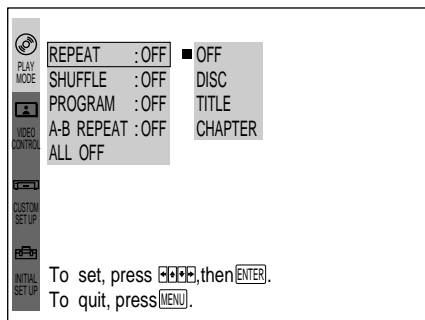 PLAY
MODE
VIDEO
CONTROL
CUSTOM
SET UP
INITIAL
SET UP
REPEAT :OFF
SHUFFLE :OFF
PROGRAM :OFF
A-B REPEAT :OFF
ALL OFF
OFF
DISC
TITLE
CHAPTER
To set, press ,then ENTER.
To quit, press MENU.